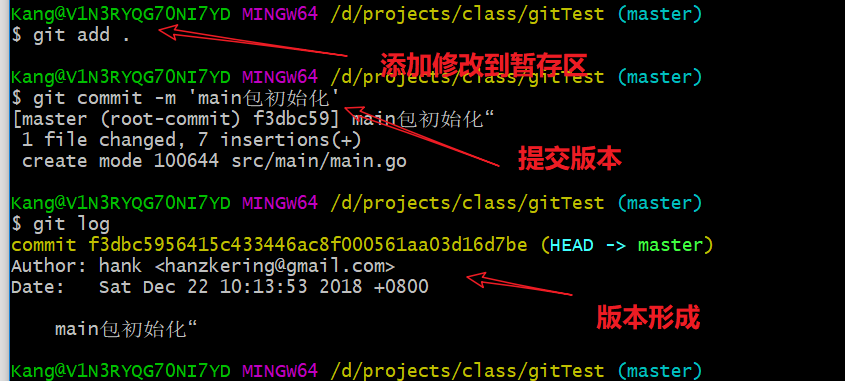 Kang@V1N3RYQG70NI7YD MINGW64 /d/projects/class/gitTest (master)
$ git add .
添加修改到暂存区
Kang@V1N3RYQG70NI7YD MINGW64 /d/projects/class/gitTest (master)
$ git commit -m 'main包初始化'
[master (root-commit) f3dbc59] main包初始化“
1 file changed, 7 insertions(+)
create mode 100644 src/main/main.go
提交版本
Kang@V1N3RYQG70NI7YD MINGW64 /d/projects/class/gitTest (master)
$ git log
commit f3dbc5956415c433446ac8f000561aa03d16d7be (HEAD -> master)
Author: hank <hanzkering@gmail.com>
Date:   Sat Dec 22 10:13:53 2018 +0800
版本形成
main包初始化“
Kang@V1N3RYQG70NI7YD MINGW64 /d/projects/class/gitTest (master)